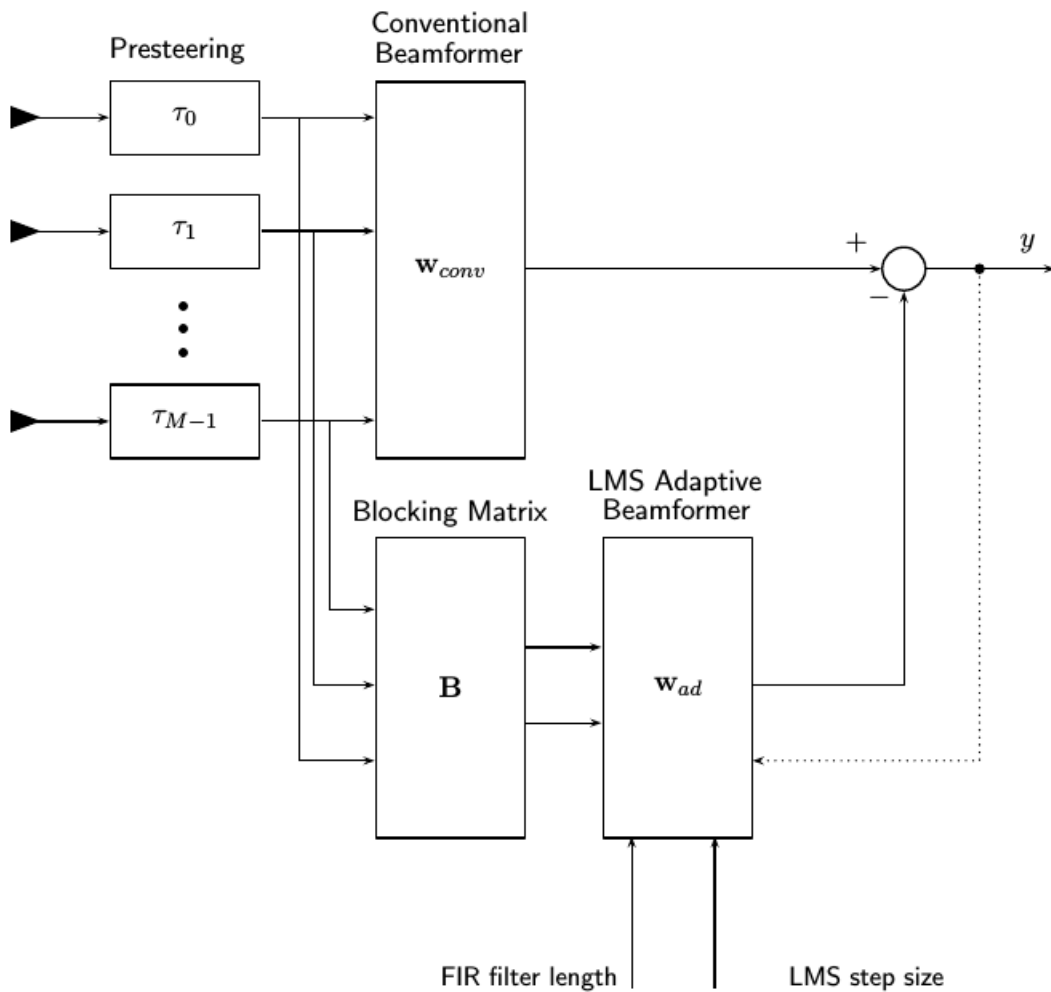 Presteering
Conventional
Beamformer
τ0
τ1
τM−1
wconv
+
−
y
Blocking Matrix
LMS Adaptive
Beamformer
B
wad
FIR filter length
LMS step size